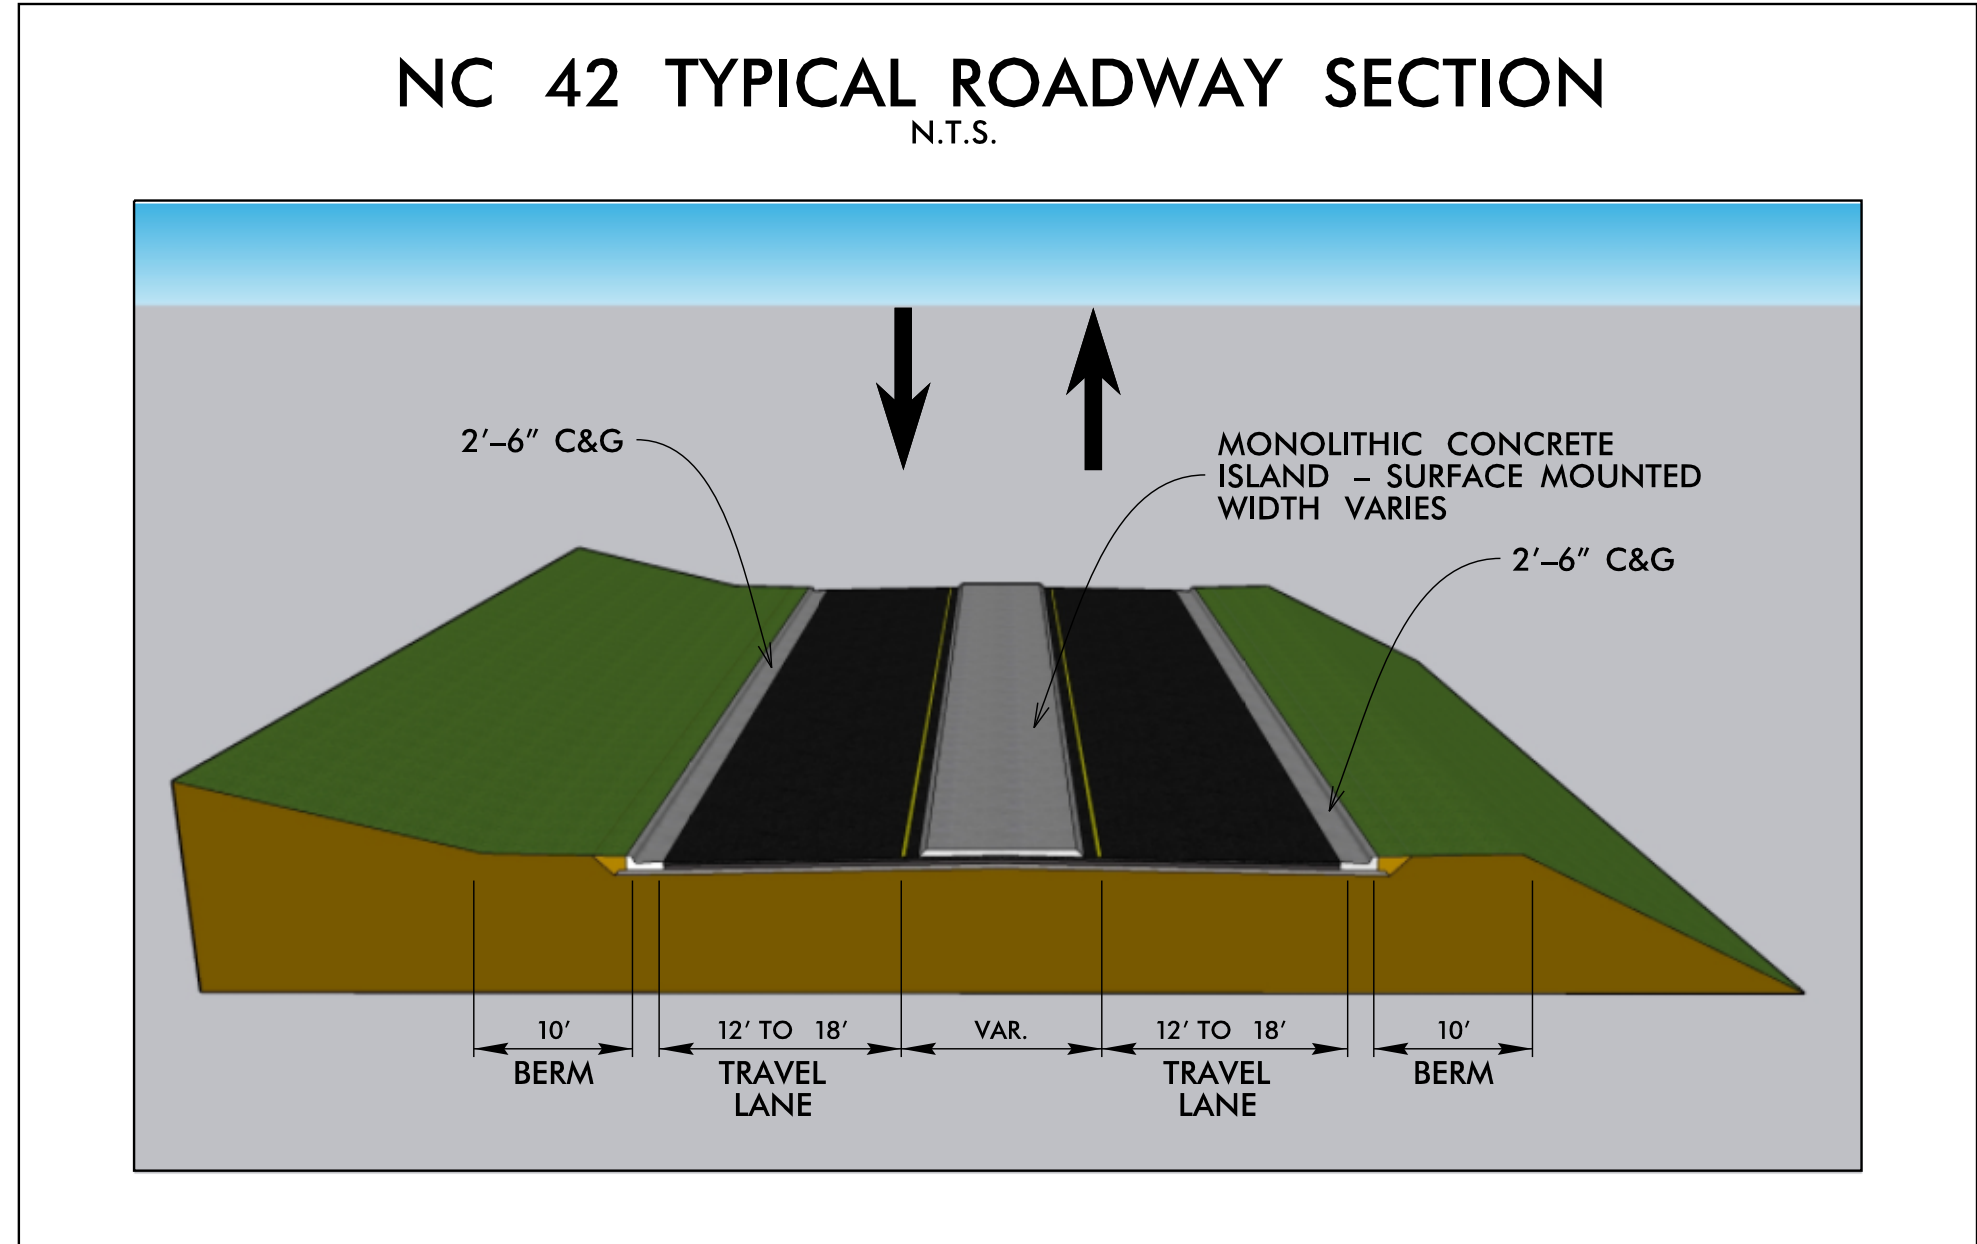 NC 42 TYPICAL ROADWAY SECTION
N.T.S.
2'–6" C&G
MONOLITHIC CONCRETE
ISLAND – SURFACE MOUNTED
WIDTH VARIES
2'–6" C&G
10'
12' TO 18'
VAR.
12' TO 18'
10'
BERM
TRAVEL
LANE
TRAVEL
LANE
BERM